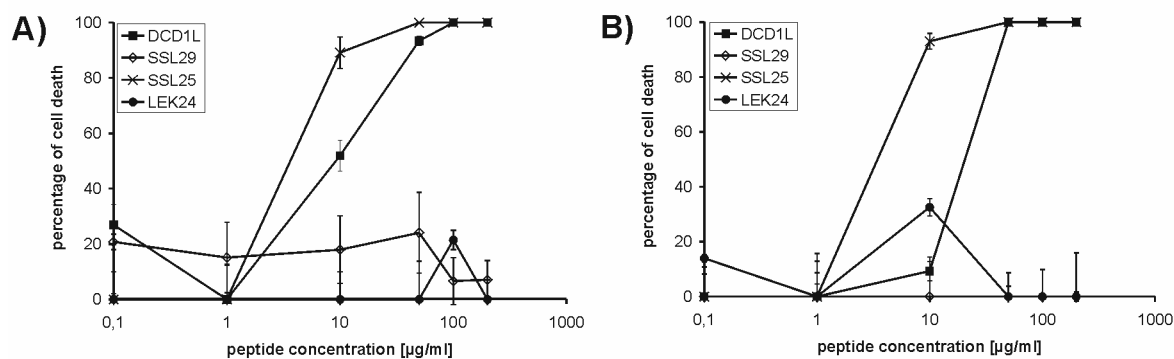 A)
percentage of cell death
100
80
60
40
20
0
DCD1L
SSL29
SSL25
LEK24
0,1 1 10 100 1000
peptide concentration [µg/ml]
B)
percentage of cell death
100
80
60
40
20
0
DCD1L
SSL29
SSL25
LEK24
0,1 1 10 100 1000
peptide concentration [µg/ml]